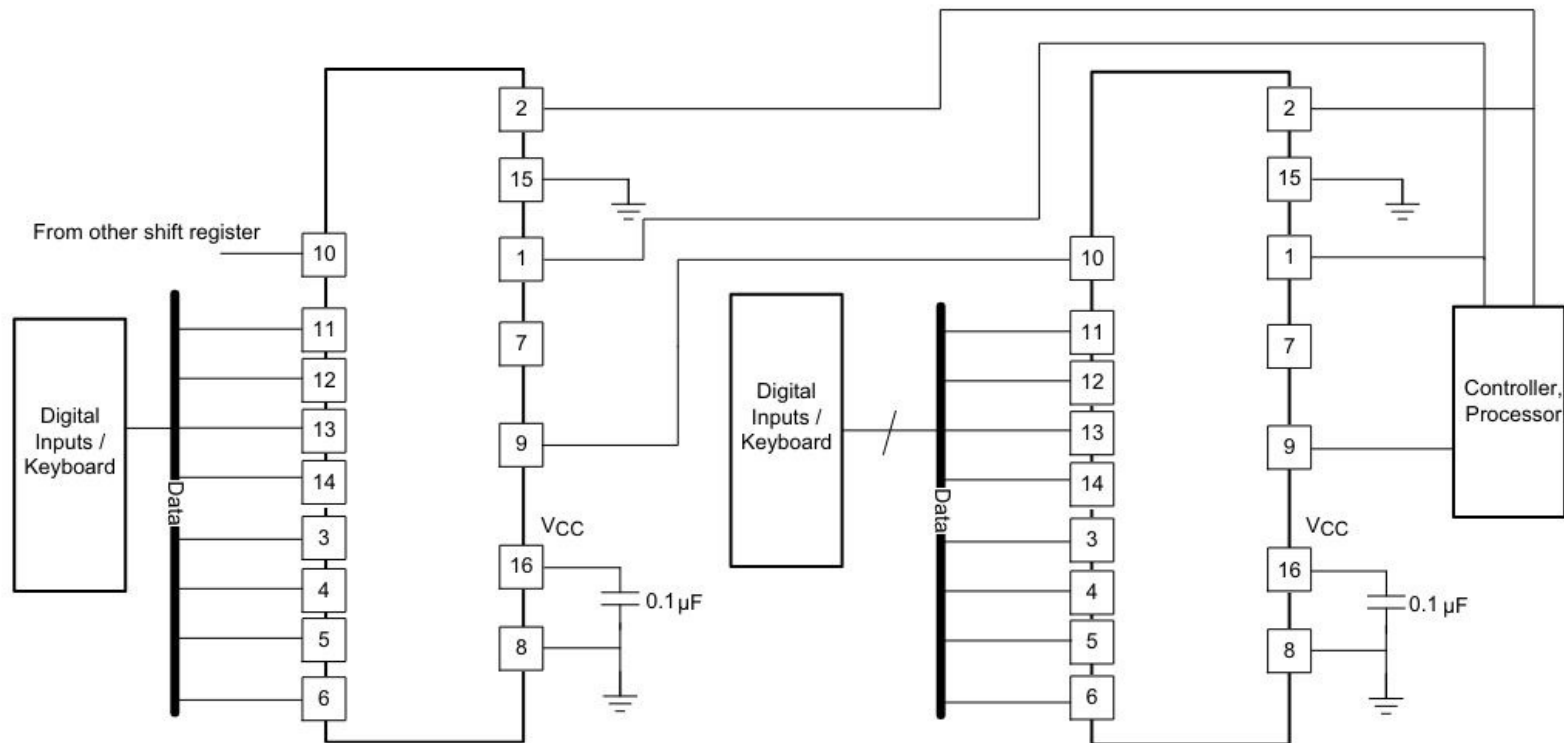 2
15
From other shift register
10
1
11
7
12
Digital
Inputs /
Keyboard
13
9
14
Data
3
VCC
16
4
0.1 µF
5
8
6
2
15
10
1
11
7
12
Digital
Inputs /
Keyboard
13
9
Controller,
Processor
14
Data
3
VCC
16
4
0.1 µF
5
8
6